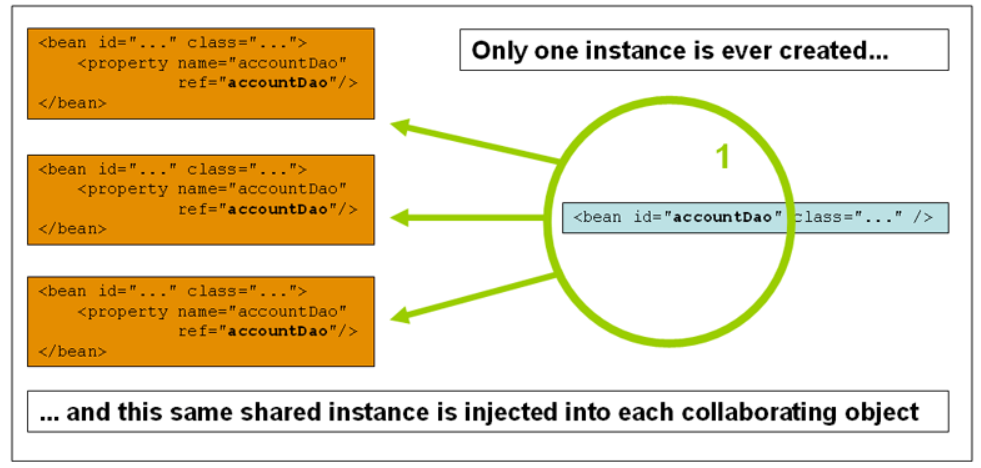 <bean id="..." class="...">
<property name="accountDao"
ref="accountDao"/>
</bean>
Only one instance is ever created...
1
<bean id="..." class="...">
<property name="accountDao"
ref="accountDao"/>
</bean>
<bean id="accountDao" class="..." />
<bean id="..." class="...">
<property name="accountDao"
ref="accountDao"/>
</bean>
... and this same shared instance is injected into each collaborating object